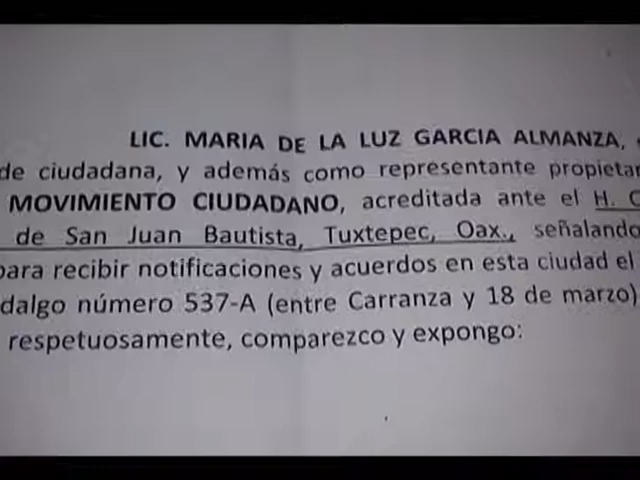 LIC. MARIA DE LA LUZ GARCIA ALMANZA,
de ciudadana, y además como representante propietar
MOVIMIENTO CIUDADANO, acreditada ante el H. C
de San Juan Bautista, Tuxtepec, Oax., señalando
para recibir notificaciones y acuerdos en esta ciudad el
dalgo número 537-A (entre Carranza y 18 de marzo)
respetuosamente, comparezco y expongo: